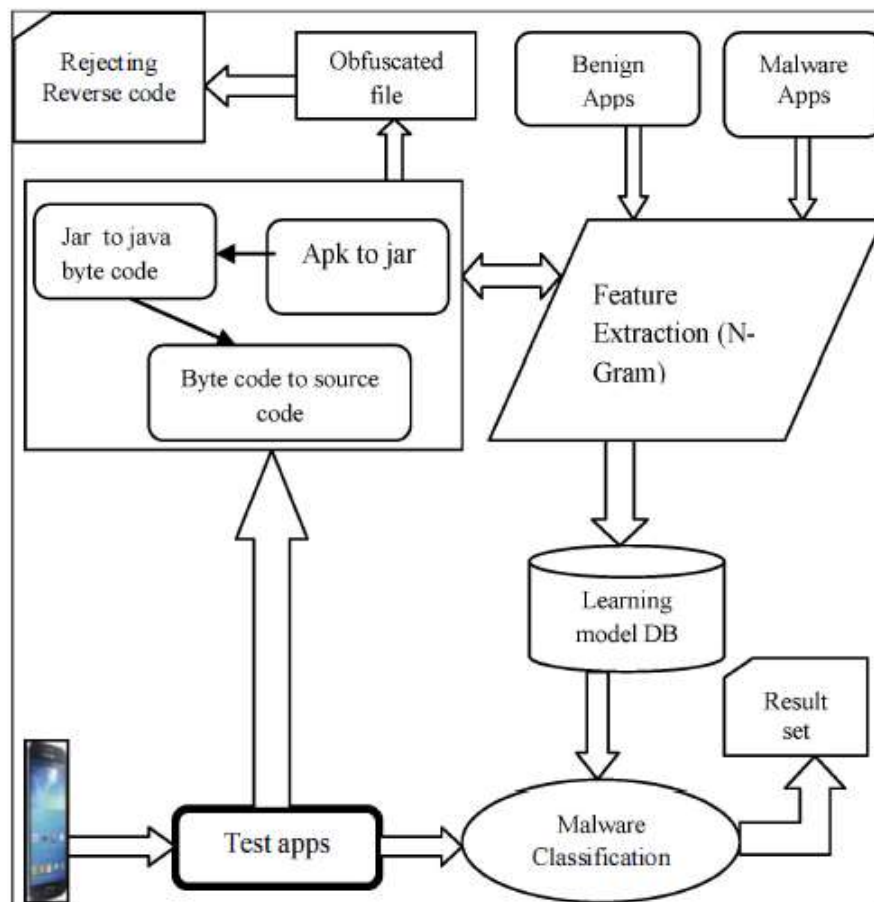 Rejecting
Reverse code
Obfuscated
file
Benign
Apps
Malware
Apps
Jar to java
byte code
Apk to jar
Byte code to source
code
Feature
Extraction (N-
Gram)
Learning
model DB
Result
set
Test apps
Malware
Classification